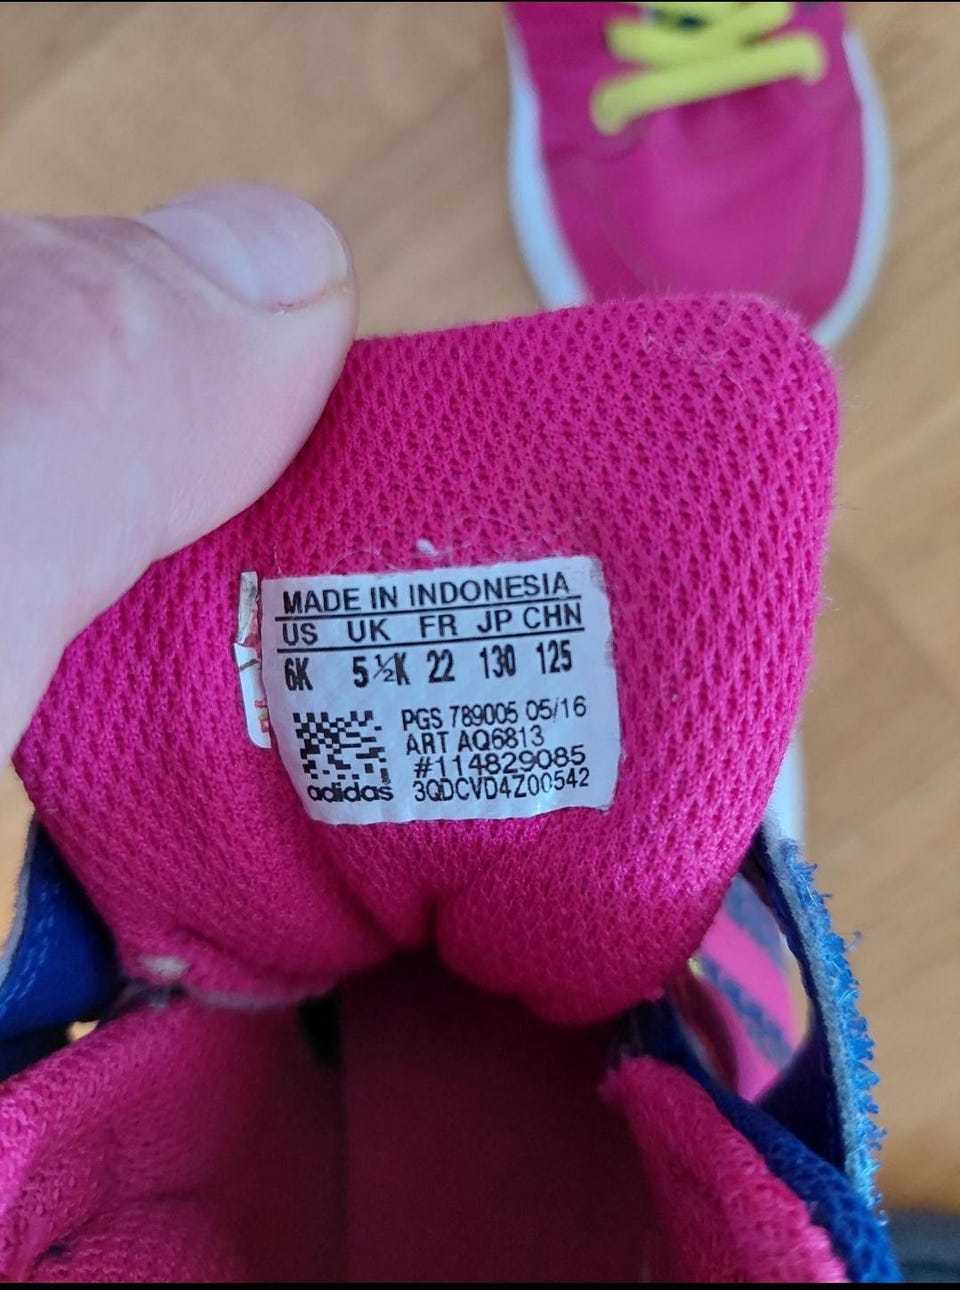 MADE IN INDONESIA
US UK FR JP CHN
6K 5½K 22 130 125
PGS 789005 05/16
ART AQ6813
#114829085
adidas 3QDCVD4Z00542